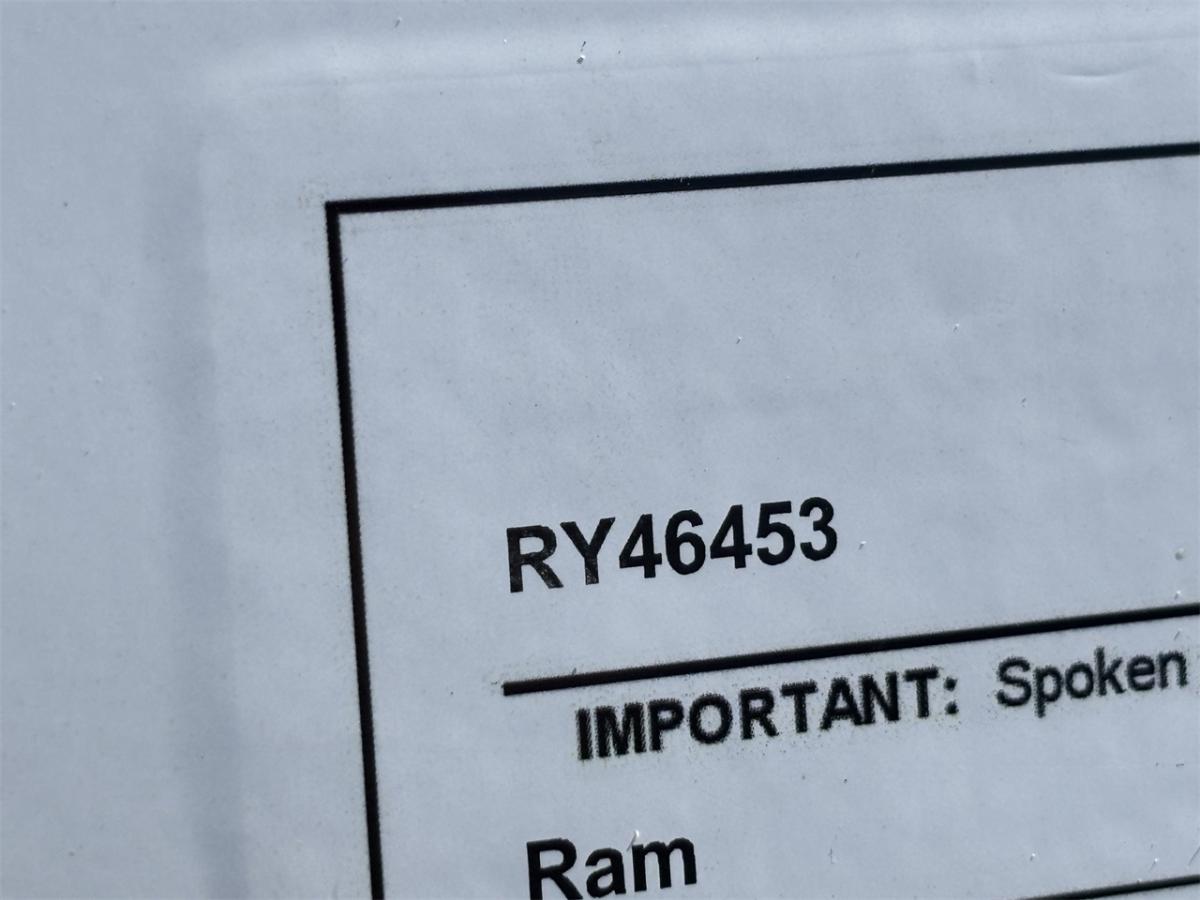 RY46453
IMPORTANT: Spoken
Ram